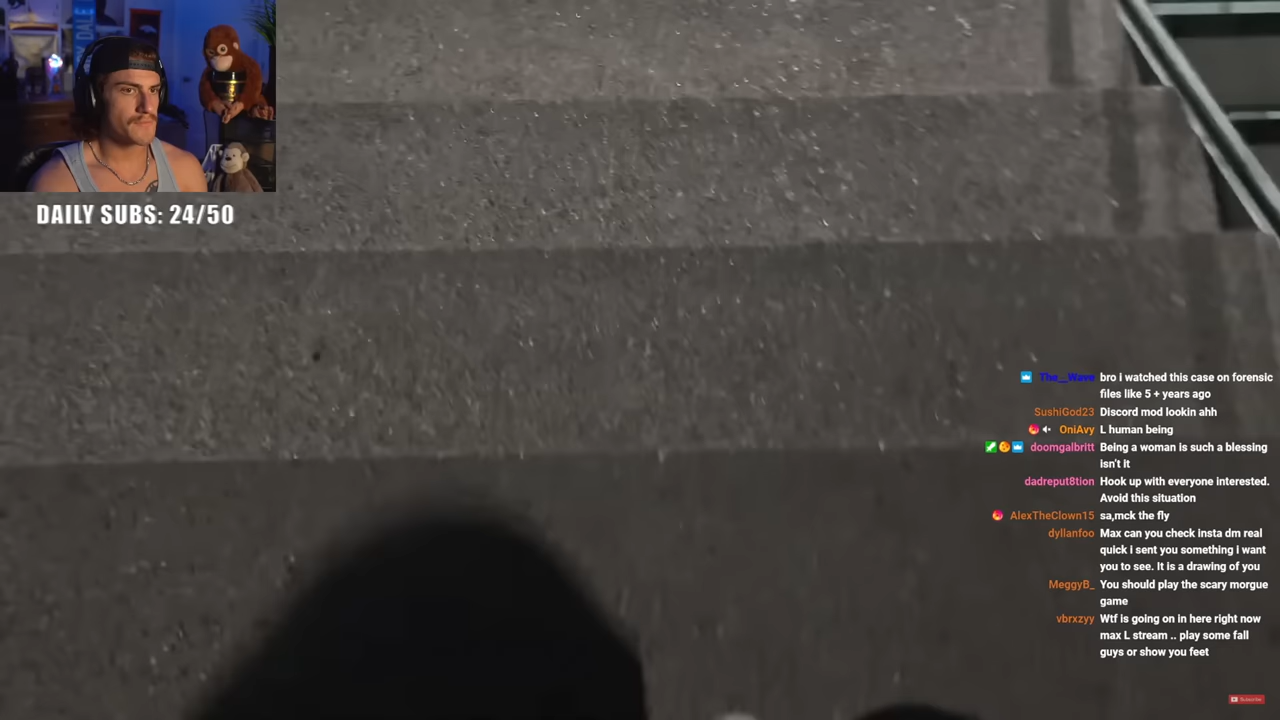 DAILY SUBS: 24/50
The__Wave bro i watched this case on forensic
files like 5 + years ago
SushiGod23 Discord mod lookin ahh
OniAvy L human being
doomgalbritt Being a woman is such a blessing
isn't it
dadreput8tion Hook up with everyone interested.
Avoid this situation
AlexTheClown15 sa,mck the fly
dyllanfoo Max can you check insta dm real
quick i sent you something i want
you to see. It is a drawing of you
MeggyB_ You should play the scary morgue
game
vbrxzyy Wtf is going on in here right now
max L stream .. play some fall
guys or show you feet
Subscribe